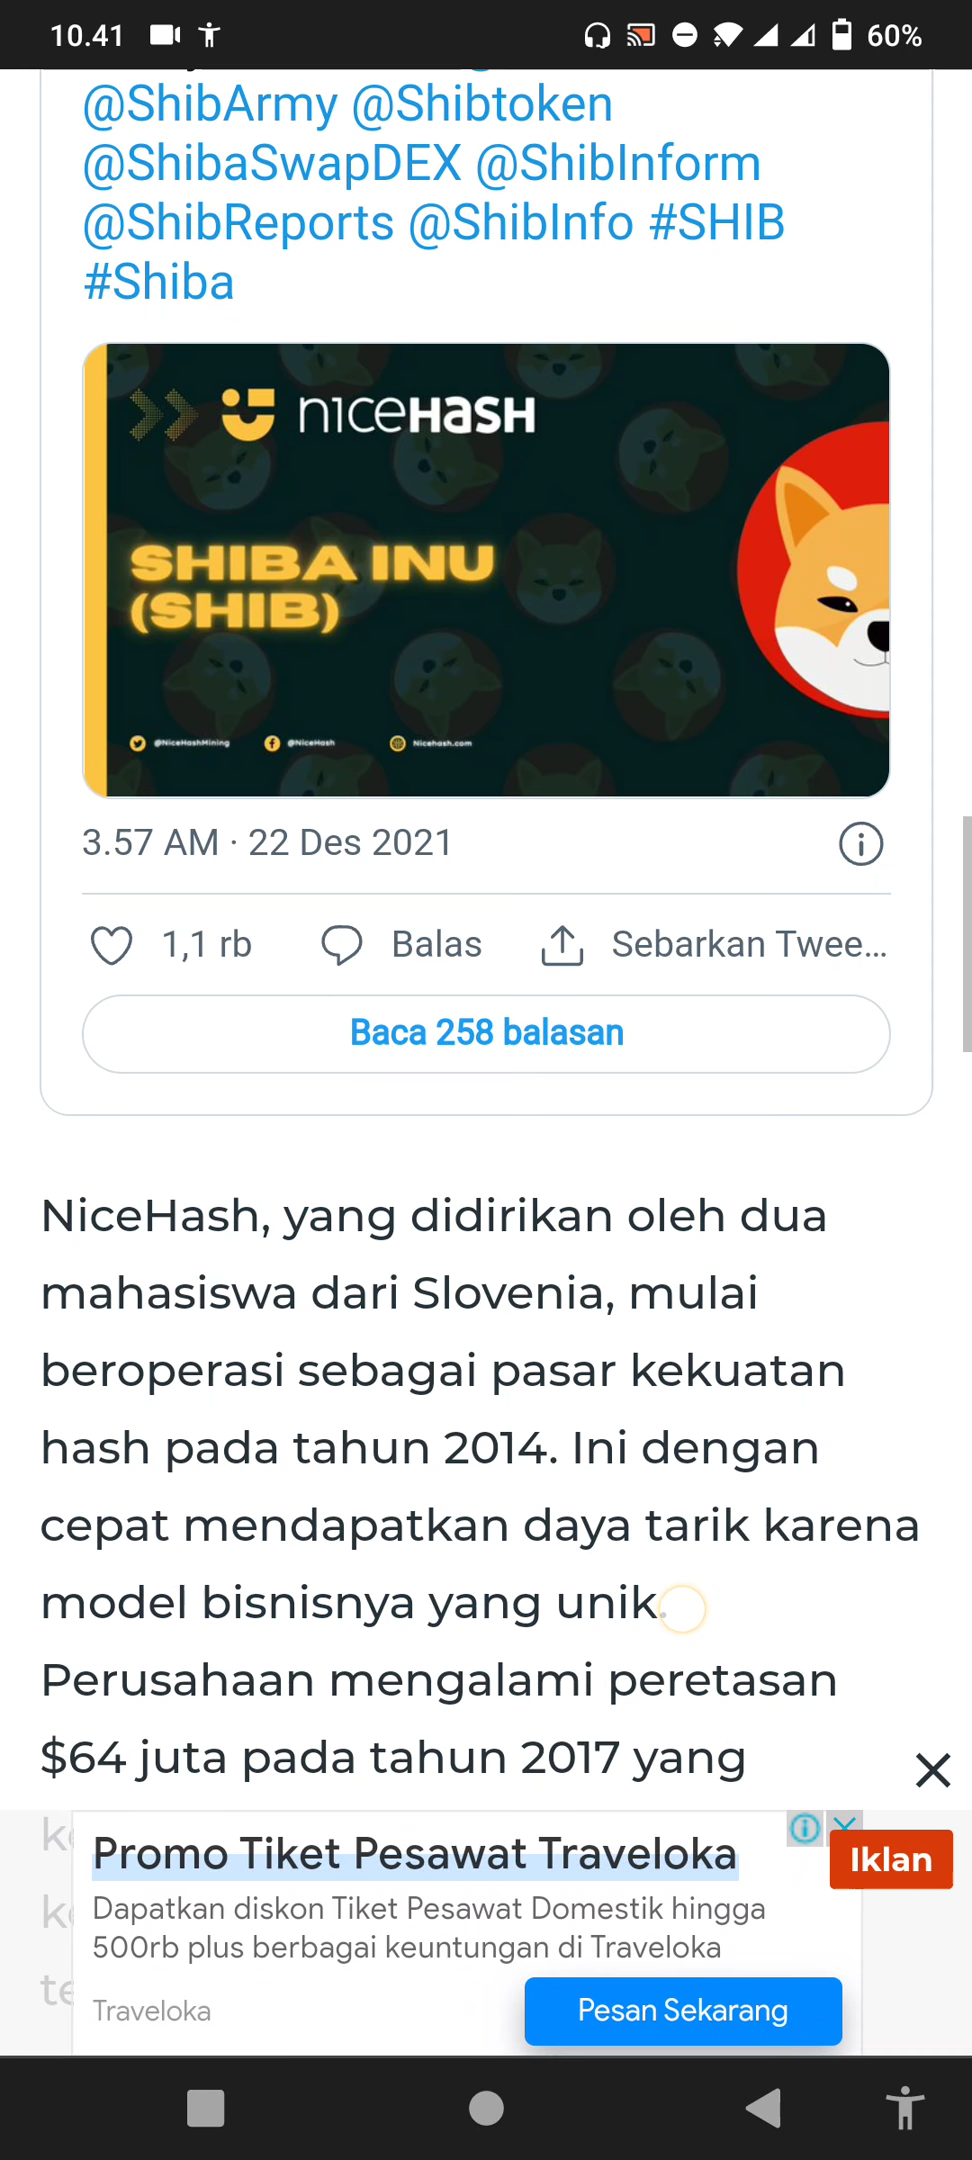 10.41
60%
@ShibArmy @Shibtoken
@ShibaSwapDEX @ShibInform
@ShibReports @ShibInfo #SHIB
#Shiba
nıceHasH
SHIBA INU
(SHIB)
@NiceHashMining @NiceHash Nicehash.com
3.57 AM · 22 Des 2021
1,1 rb Balas Sebarkan Twee...
Baca 258 balasan
NiceHash, yang didirikan oleh dua
mahasiswa dari Slovenia, mulai
beroperasi sebagai pasar kekuatan
hash pada tahun 2014. Ini dengan
cepat mendapatkan daya tarik karena
model bisnisnya yang unik.
Perusahaan mengalami peretasan
$64 juta pada tahun 2017 yang
Promo Tiket Pesawat Traveloka
Iklan
Dapatkan diskon Tiket Pesawat Domestik hingga
500rb plus berbagai keuntungan di Traveloka
Traveloka
Pesan Sekarang